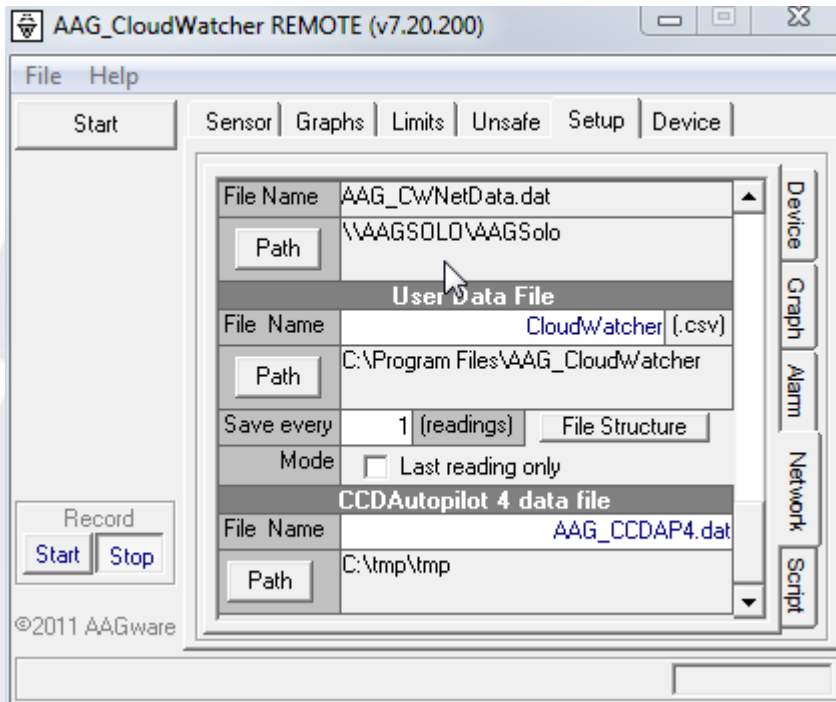 AAG_CloudWatcher REMOTE (v7.20.200)
File Help
Start
Sensor Graphs Limits Unsafe Setup Device
File Name AAG_CWNetData.dat
Path \\AAGSOLO\AAGSolo
User Data File
File Name CloudWatcher (.csv)
Path C:\Program Files\AAG_CloudWatcher
Save every 1 (readings) File Structure
Mode Last reading only
CCDAutopilot 4 data file
File Name AAG_CCDAP4.dat
Path C:\tmp\tmp
Device
Graph
Alarm
Network
Script
Record
Start Stop
©2011 AAGware